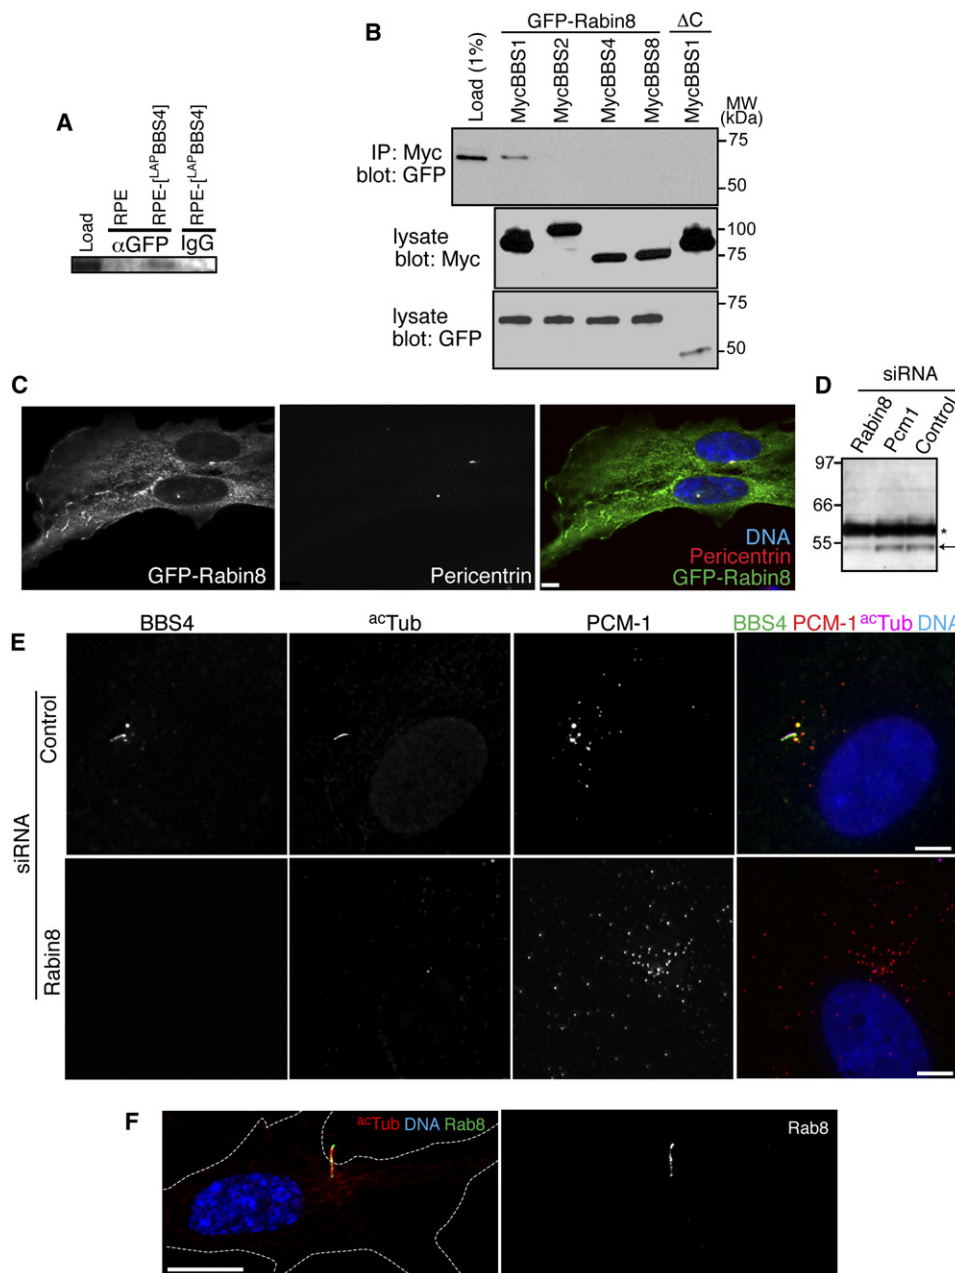 A
Load
RPE
RPE-[LAPBBS4]
RPE-[LAPBBS4]
αGFP
IgG
B
GFP-Rabin8
ΔC
Load (1%)
MycBBS1
MycBBS2
MycBBS4
MycBBS8
MycBBS1
MW
(kDa)
IP: Myc
blot: GFP
75
50
lysate
blot: Myc
100
75
lysate
blot: GFP
75
50
C
GFP-Rabin8
Pericentrin
DNA
Pericentrin
GFP-Rabin8
D
siRNA
Rabin8
Pcm1
Control
97
66
55
*
E
BBS4
acTub
PCM-1
BBS4 PCM-1 acTub DNA
siRNA
Control
Rabin8
F
acTub DNA Rab8
Rab8